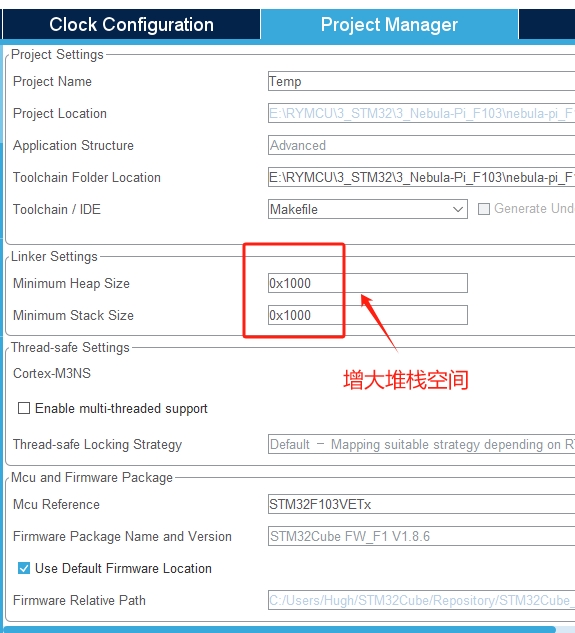 Clock Configuration
Project Manager
Project Settings
Project Name
Temp
Project Location
E:\RYMCU\3_STM32\3_Nebula-Pi_F103\nebula-pi_F
Application Structure
Advanced
Toolchain Folder Location
E:\RYMCU\3_STM32\3_Nebula-Pi_F103\nebula-pi_F1
Toolchain / IDE
Makefile
Generate Und
Linker Settings
Minimum Heap Size
0x1000
Minimum Stack Size
0x1000
增大堆栈空间
Thread-safe Settings
Cortex-M3NS
Enable multi-threaded support
Thread-safe Locking Strategy
Default – Mapping suitable strategy depending on RT
Mcu and Firmware Package
Mcu Reference
STM32F103VETx
Firmware Package Name and Version
STM32Cube FW_F1 V1.8.6
Use Default Firmware Location
Firmware Relative Path
C:/Users/Hugh/STM32Cube/Repository/STM32Cube_